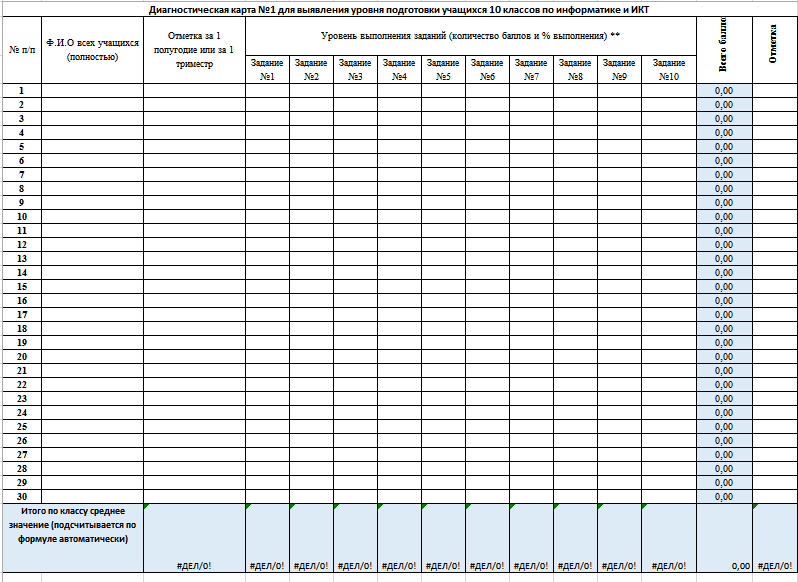 Диагностическая карта №1 для выявления уровня подготовки учащихся 10 классов по информатике и ИКТ
№ п/п
Ф.И.О всех учащихся
(полностью)
Отметка за 1
полугодие или за 1
триместр
Уровень выполнения заданий (количество баллов и % выполнения) **
Всего балло
Отметка
Задание
№1
Задание
№2
Задание
№3
Задание
№4
Задание
№5
Задание
№6
Задание
№7
Задание
№8
Задание
№9
Задание
№10
1 0,00
2 0,00
3 0,00
4 0,00
5 0,00
6 0,00
7 0,00
8 0,00
9 0,00
10 0,00
11 0,00
12 0,00
13 0,00
14 0,00
15 0,00
16 0,00
17 0,00
18 0,00
19 0,00
20 0,00
21 0,00
22 0,00
23 0,00
24 0,00
25 0,00
26 0,00
27 0,00
28 0,00
29 0,00
30 0,00
Итого по классу среднее
значение (подсчитывается по
формуле автоматически)
#ДЕЛ/0! #ДЕЛ/0! #ДЕЛ/0! #ДЕЛ/0! #ДЕЛ/0! #ДЕЛ/0! #ДЕЛ/0! #ДЕЛ/0! #ДЕЛ/0! #ДЕЛ/0! #ДЕЛ/0! 0,00 #ДЕЛ/0!